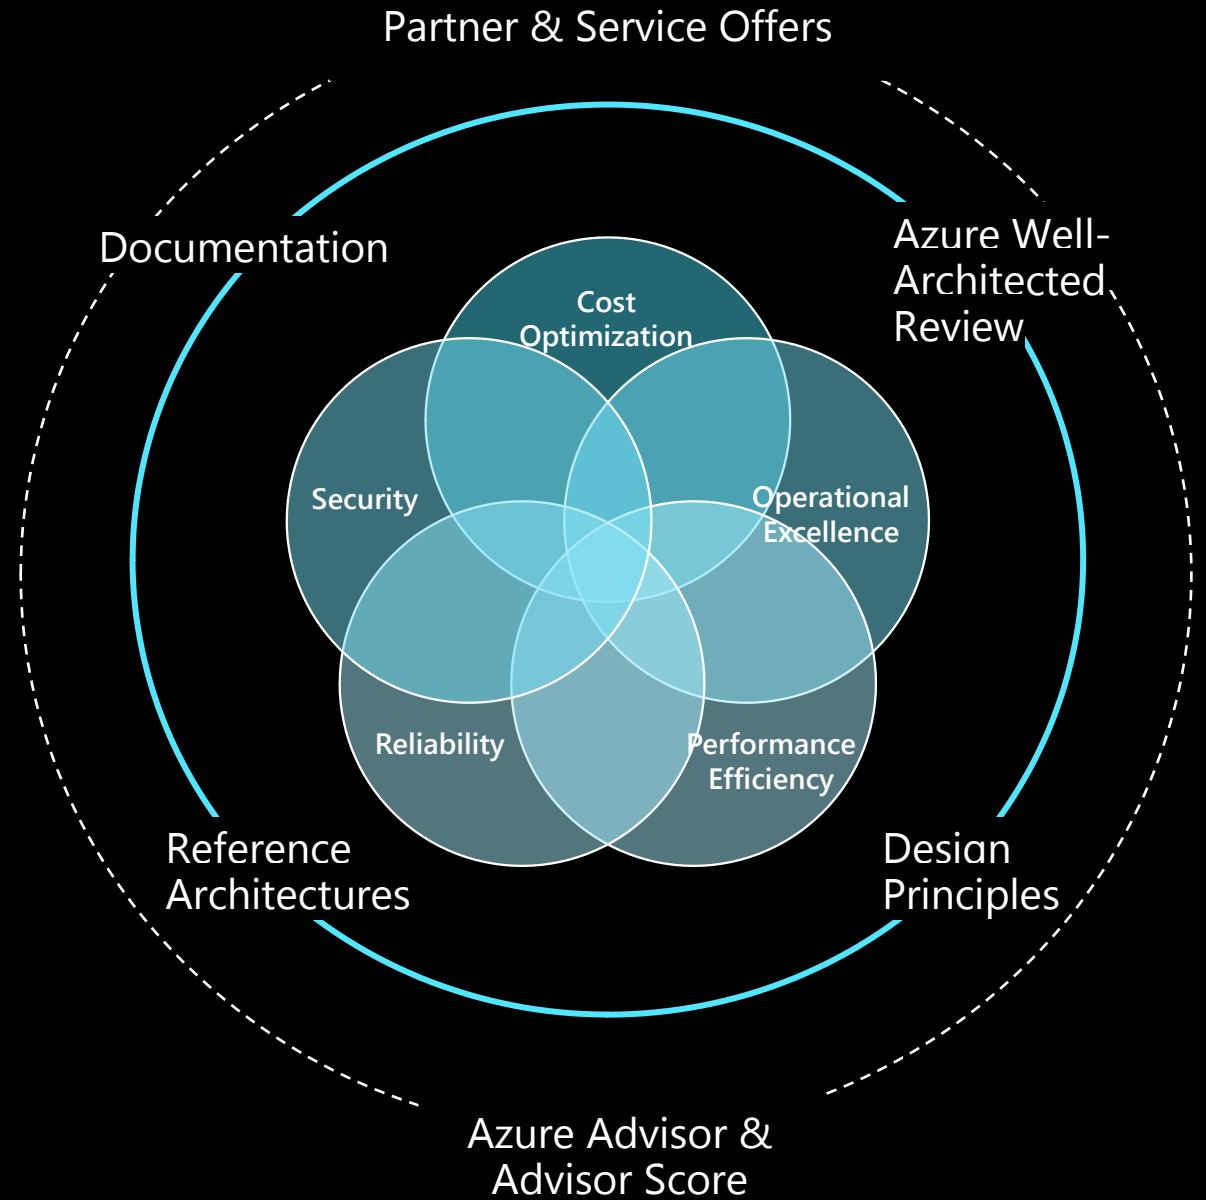 Partner & Service Offers
Documentation
Azure Well-
Architected
Review
Cost
Optimization
Security
Operational
Excellence
Reliability
Performance
Efficiency
Reference
Architectures
Design
Principles
Azure Advisor &
Advisor Score